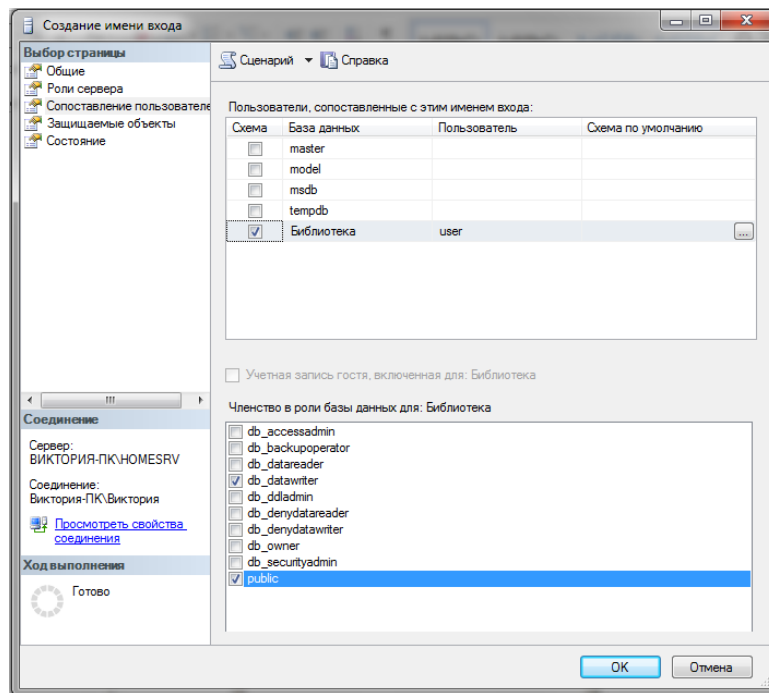 Создание имени входа
Выбор страницы
Общие
Роли сервера
Сопоставление пользователе
Защищаемые объекты
Состояние
Сценарий
Справка
Пользователи, сопоставленные с этим именем входа:
Схема База данных Пользователь Схема по умолчанию
master
model
msdb
tempdb
Библиотека user ...
Учетная запись гостя, включенная для: Библиотека
Членство в роли базы данных для: Библиотека
db_accessadmin
db_backupoperator
db_datareader
db_datawriter
db_ddladmin
db_denydatareader
db_denydatawriter
db_owner
db_securityadmin
public
Соединение
Сервер:
ВИКТОРИЯ-ПК\HOMESRV
Соединение:
Виктория-ПК\Виктория
Просмотреть свойства
соединения
Ход выполнения
Готово
OK Отмена